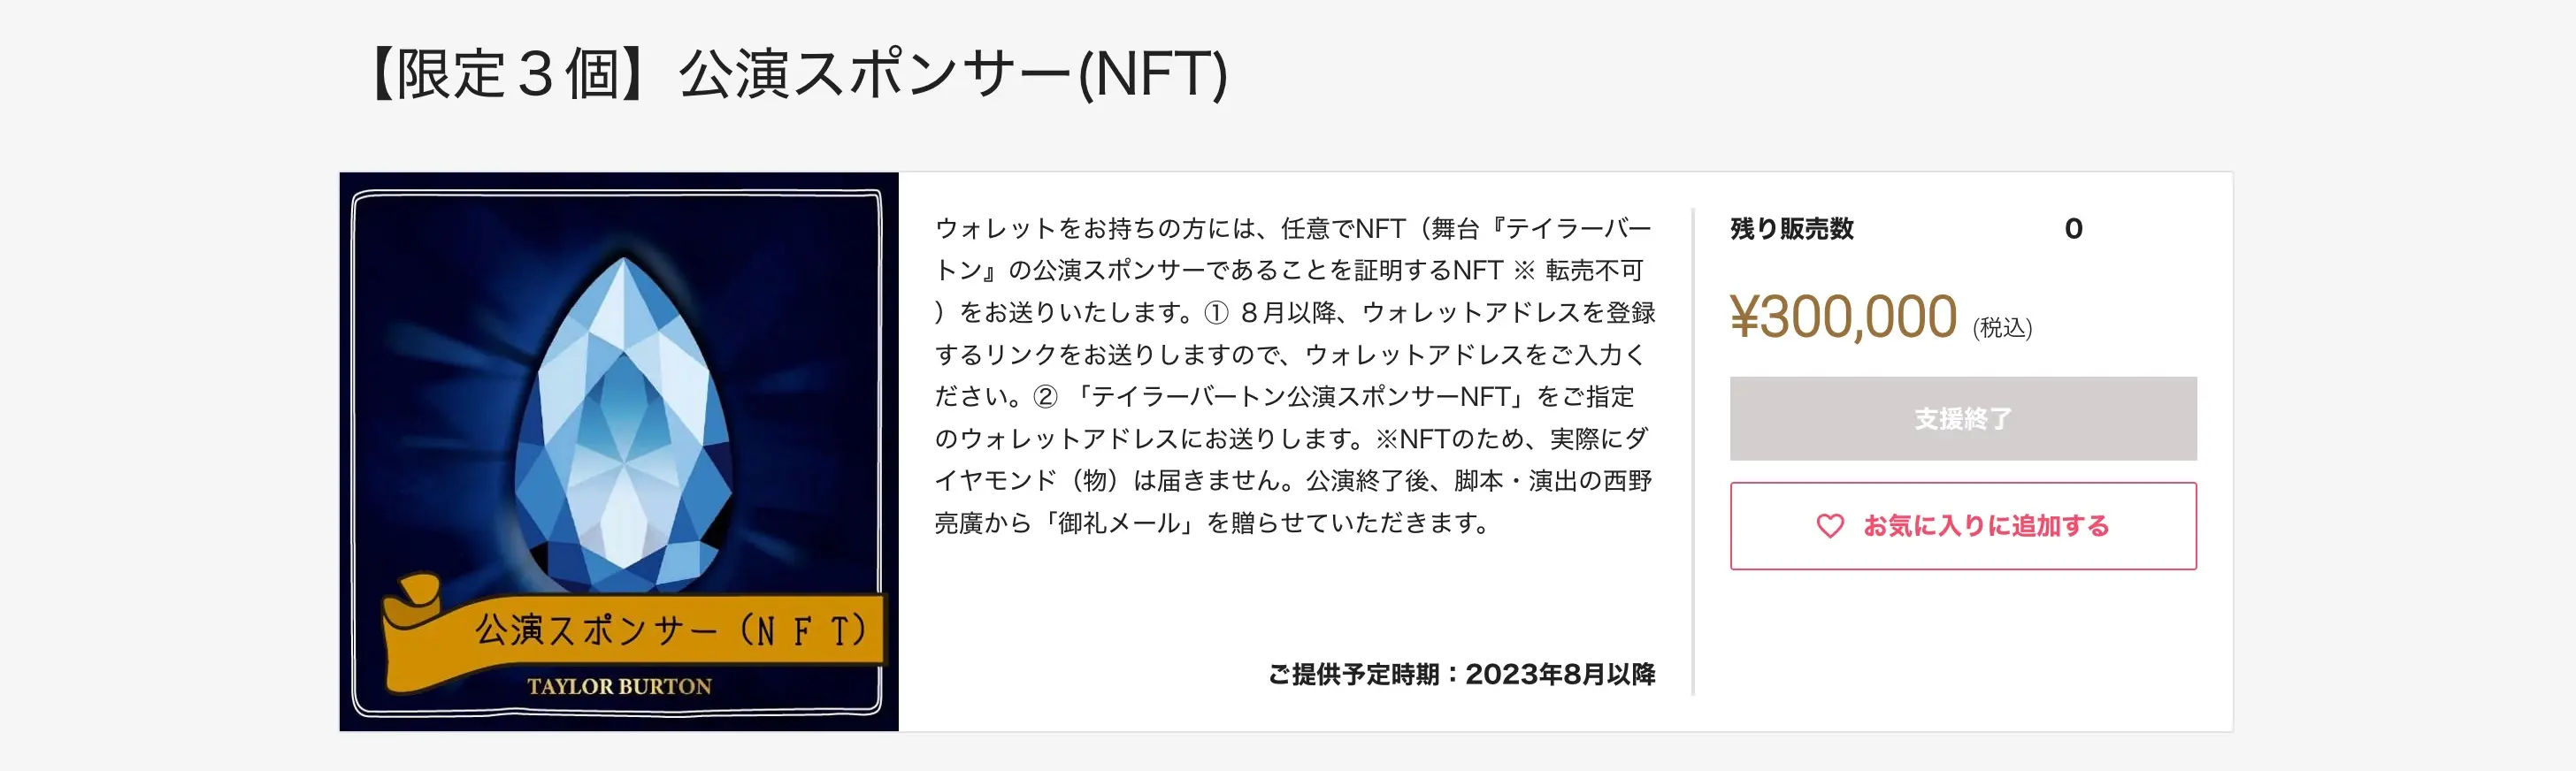 【限定３個】公演スポンサー(NFT)
公演スポンサー（NFT）
TAYLOR BURTON
ウォレットをお持ちの方には、任意でNFT（舞台『テイラーバー
トン』の公演スポンサーであることを証明するNFT ※ 転売不可
）をお送りいたします。① ８月以降、ウォレットアドレスを登録
するリンクをお送りしますので、ウォレットアドレスをご入力く
ださい。② 「テイラーバートン公演スポンサーNFT」をご指定
のウォレットアドレスにお送りします。※NFTのため、実際にダ
イヤモンド（物）は届きません。公演終了後、脚本・演出の西野
亮廣から「御礼メール」を贈らせていただきます。
ご提供予定時期：2023年8月以降
残り販売数 0
¥300,000 (税込)
支援終了
♡ お気に入りに追加する